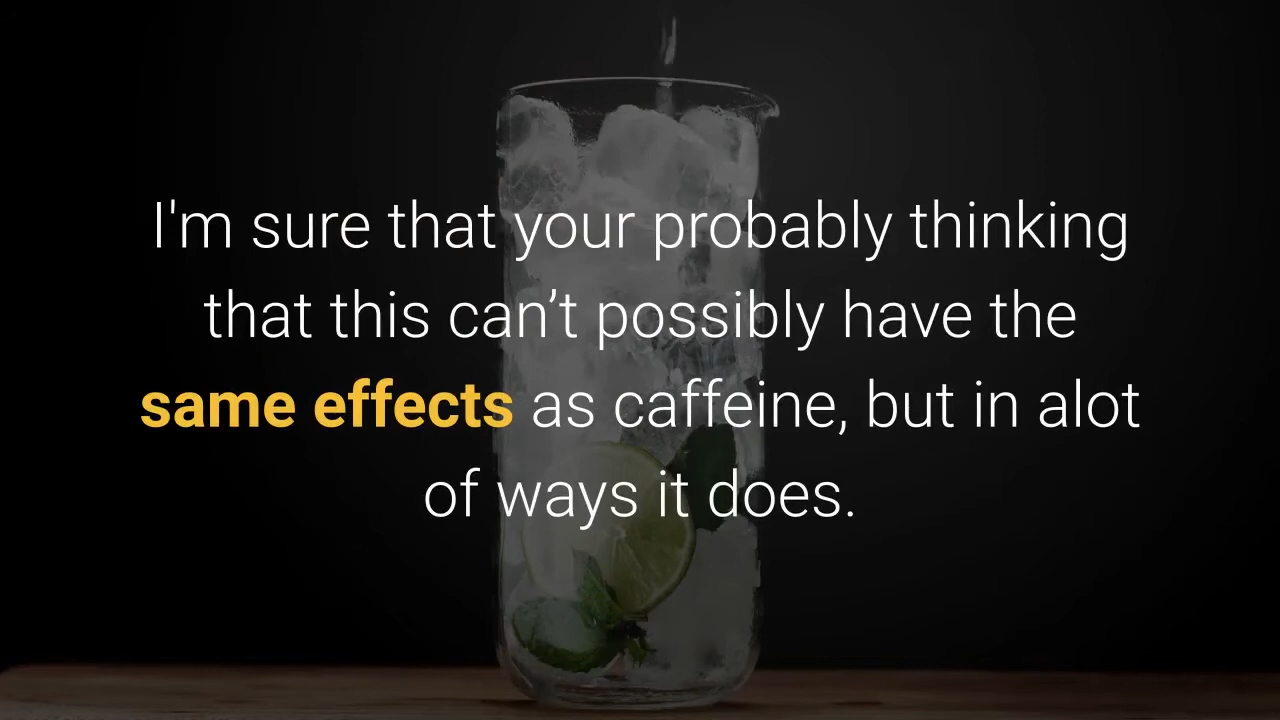 I'm sure that your probably thinking
that this can’t possibly have the
same effects as caffeine, but in alot
of ways it does.